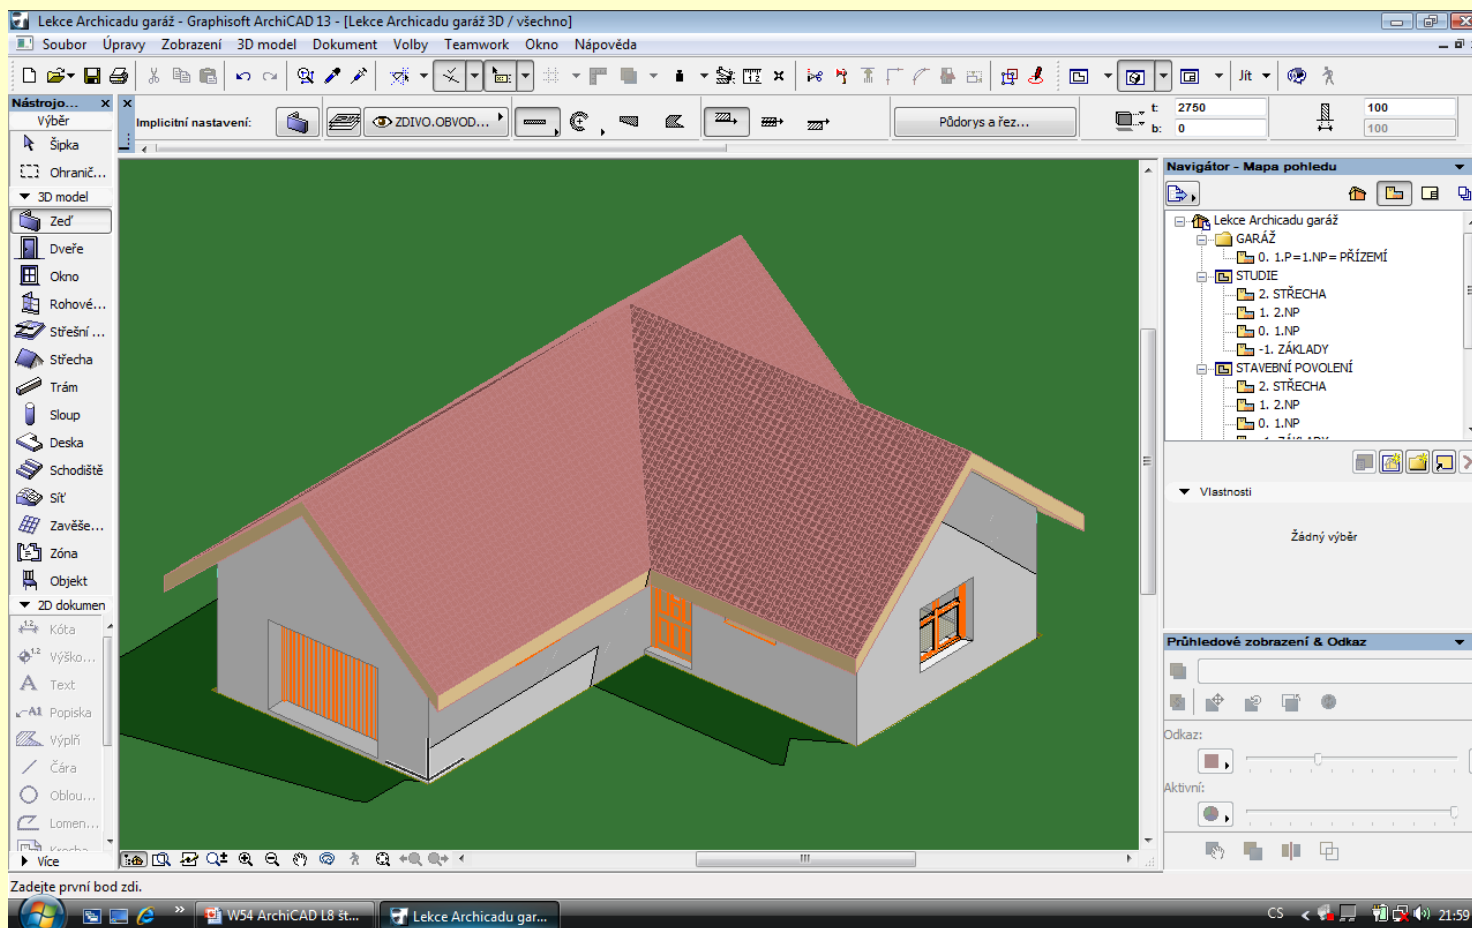 Lekce Archicadu garáž - Graphisoft ArchiCAD 13 - [Lekce Archicadu garáž 3D / všechno]
Soubor Úpravy Zobrazení 3D model Dokument Volby Teamwork Okno Nápověda
Jít
Nástrojo...
Výběr
Šipka
Ohranič...
3D model
Zeď
Dveře
Okno
Rohové...
Střešní ...
Střecha
Trám
Sloup
Deska
Schodiště
Síť
Zavěše...
Zóna
Objekt
2D dokumen
Kóta
Výško...
Text
A1 Popiska
Výplň
Čára
Oblou...
Lomen...
Více
Implicitní nastavení:
ZDIVO.OBVOD...
Půdorys a řez...
t: 2750
b: 0
100
100
Navigátor - Mapa pohledu
Lekce Archicadu garáž
GARÁŽ
0. 1.P=1.NP= PŘÍZEMÍ
STUDIE
2. STŘECHA
1. 2.NP
0. 1.NP
-1. ZÁKLADY
STAVEBNÍ POVOLENÍ
2. STŘECHA
1. 2.NP
0. 1.NP
-1. ZÁKLADY
Vlastnosti
Žádný výběr
Průhledové zobrazení & Odkaz
Odkaz:
Aktivní:
Zadejte první bod zdi.
W54 ArchiCAD L8 št...
Lekce Archicadu gar...
CS
21:59